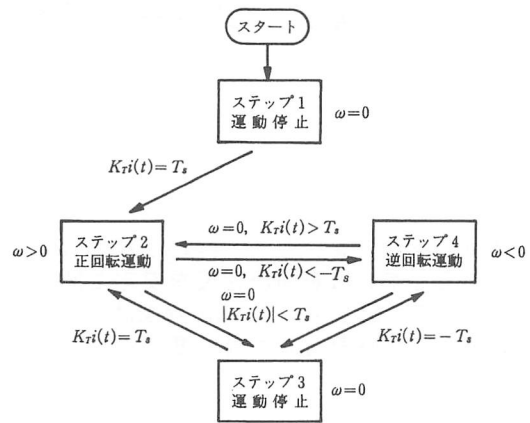 スタート
ステップ1
運動停止
ω=0
K_T i(t)=T_s
ω=0, K_T i(t)>T_s
ステップ2
正回転運動
ω>0
ステップ4
逆回転運動
ω<0
ω=0, K_T i(t)<-T_s
ω=0
|K_T i(t)|<T_s
K_T i(t)=T_s
K_T i(t)=-T_s
ステップ3
運動停止
ω=0